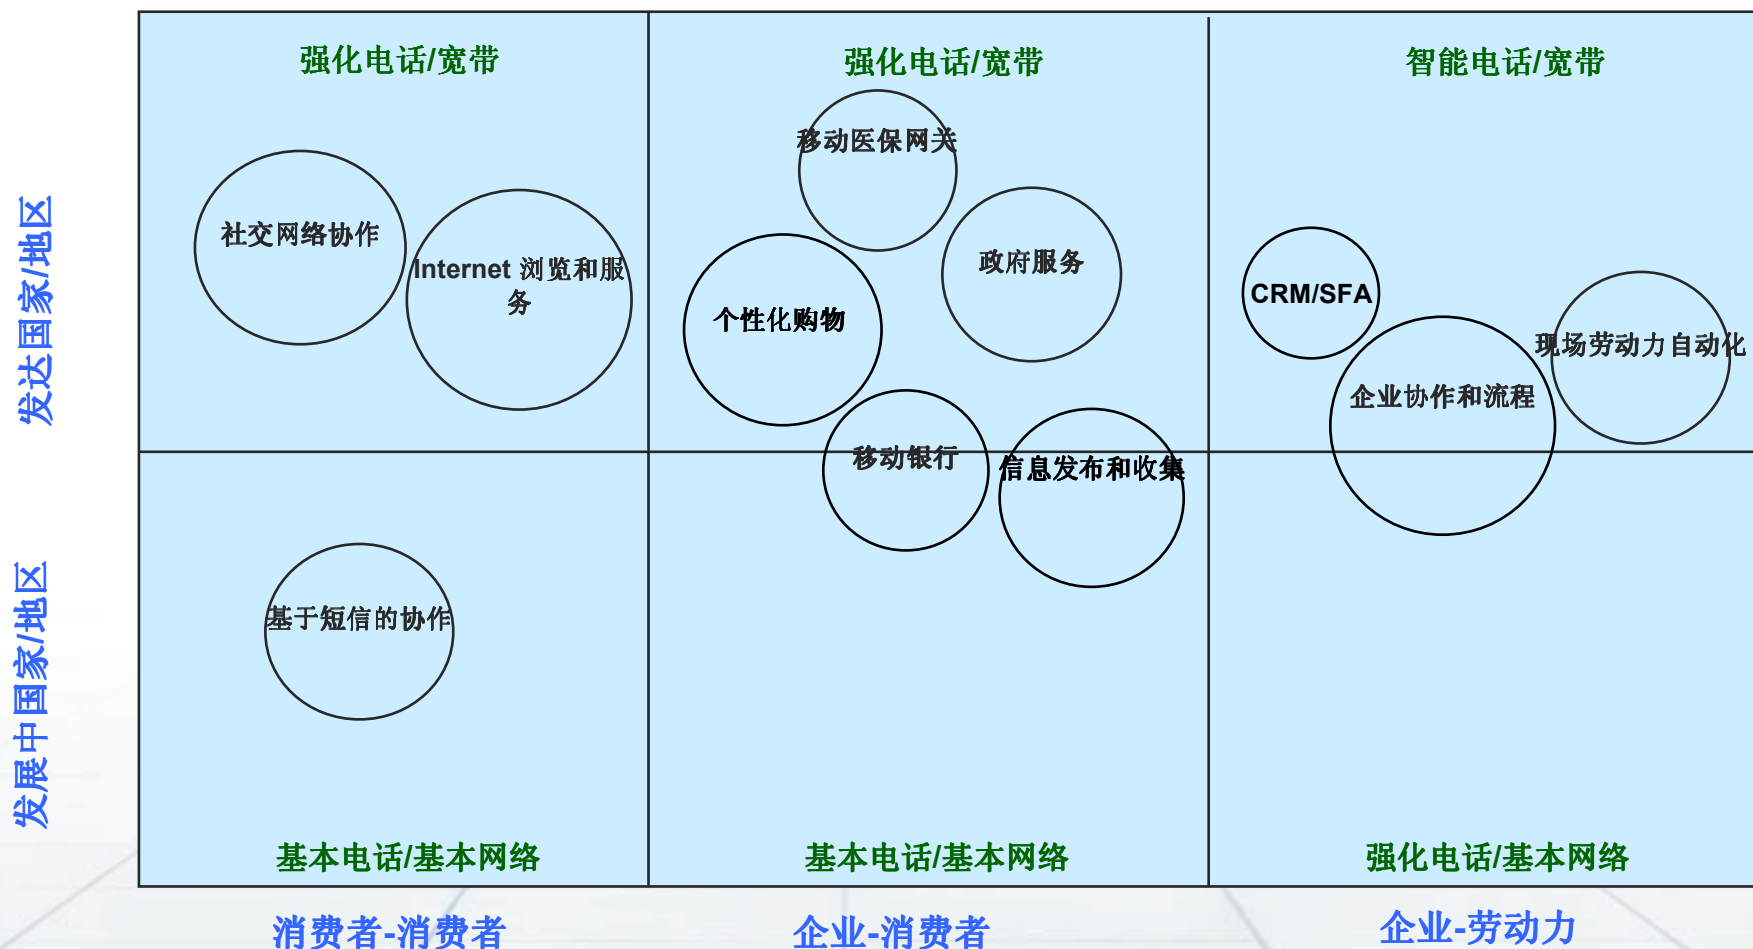 强化电话/宽带
强化电话/宽带
智能电话/宽带
移动医保网关
社交网络协作
Internet 浏览和服
务
政府服务
个性化购物
CRM/SFA
现场劳动力自动化
企业协作和流程
发达国家/地区
移动银行
信息发布和收集
基于短信的协作
发展中国家/地区
基本电话/基本网络
基本电话/基本网络
强化电话/基本网络
消费者-消费者
企业-消费者
企业-劳动力